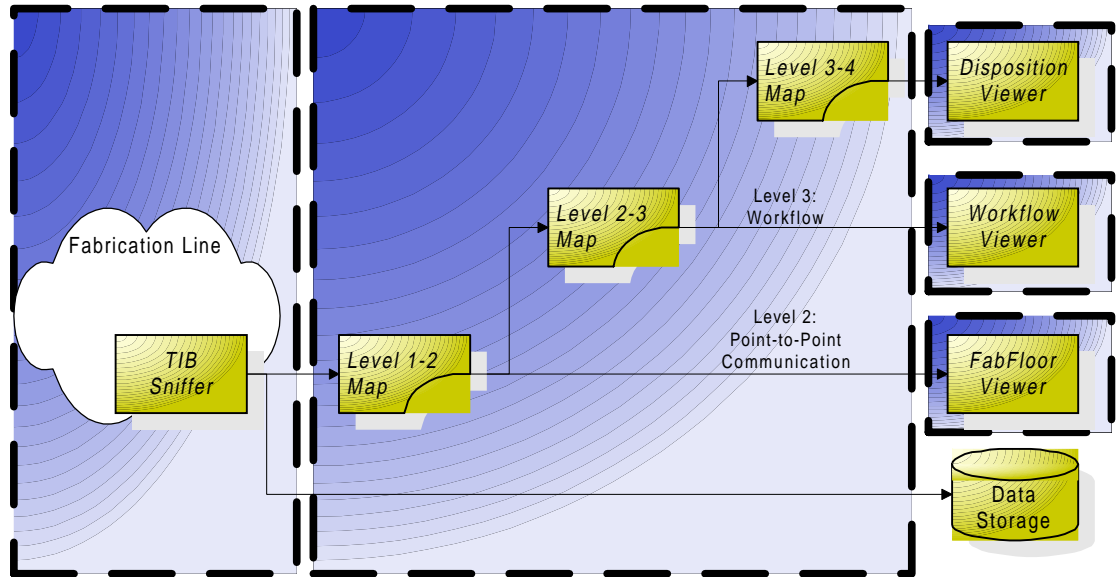 Level 3-4
Map
Disposition
Viewer
Level 2-3
Map
Level 3:
Workflow
Workflow
Viewer
Fabrication Line
Level 2:
Point-to-Point
Communication
TIB
Sniffer
Level 1-2
Map
FabFloor
Viewer
Data
Storage